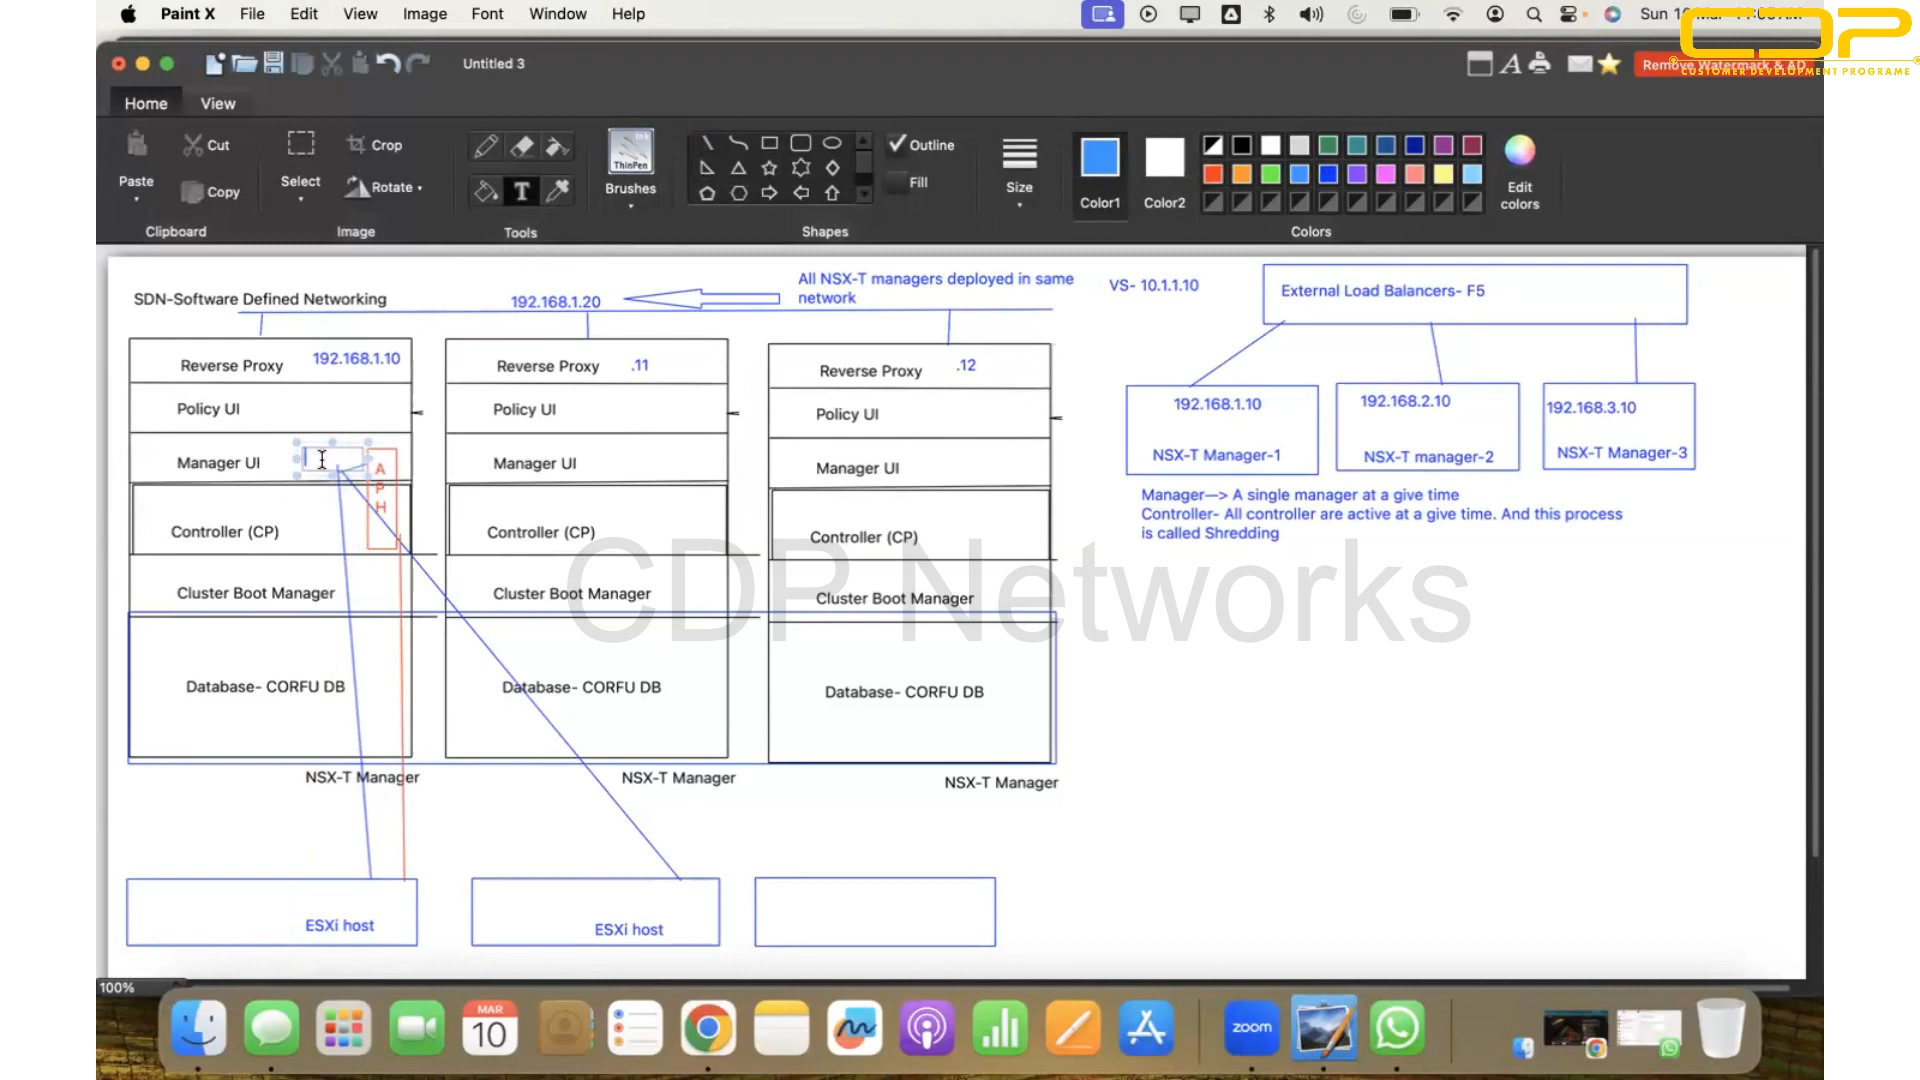 Paint X File Edit View Image Font Window Help
CDP
CUSTOMER DEVELOPMENT PROGRAME
Untitled 3
Remove Watermark & AD
Home View
Paste
Cut
Copy
Clipboard
Select
Crop
Rotate
Image
T
Tools
Ink
ThinPen
Brushes
Shapes
Outline
Fill
Size
Color1
Color2
Edit
colors
Colors
SDN-Software Defined Networking
192.168.1.20
All NSX-T managers deployed in same
network
VS- 10.1.1.10
External Load Balancers- F5
Reverse Proxy 192.168.1.10
Policy UI
Manager UI
A
P
H
Controller (CP)
Cluster Boot Manager
Database- CORFU DB
NSX-T Manager
Reverse Proxy .11
Policy UI
Manager UI
Controller (CP)
Cluster Boot Manager
Database- CORFU DB
NSX-T Manager
Reverse Proxy .12
Policy UI
Manager UI
Controller (CP)
Cluster Boot Manager
Database- CORFU DB
NSX-T Manager
192.168.1.10
NSX-T Manager-1
192.168.2.10
NSX-T manager-2
192.168.3.10
NSX-T Manager-3
Manager—> A single manager at a give time
Controller- All controller are active at a give time. And this process
is called Shredding
CDP Networks
ESXi host
ESXi host
100%
MAR
10
zoom